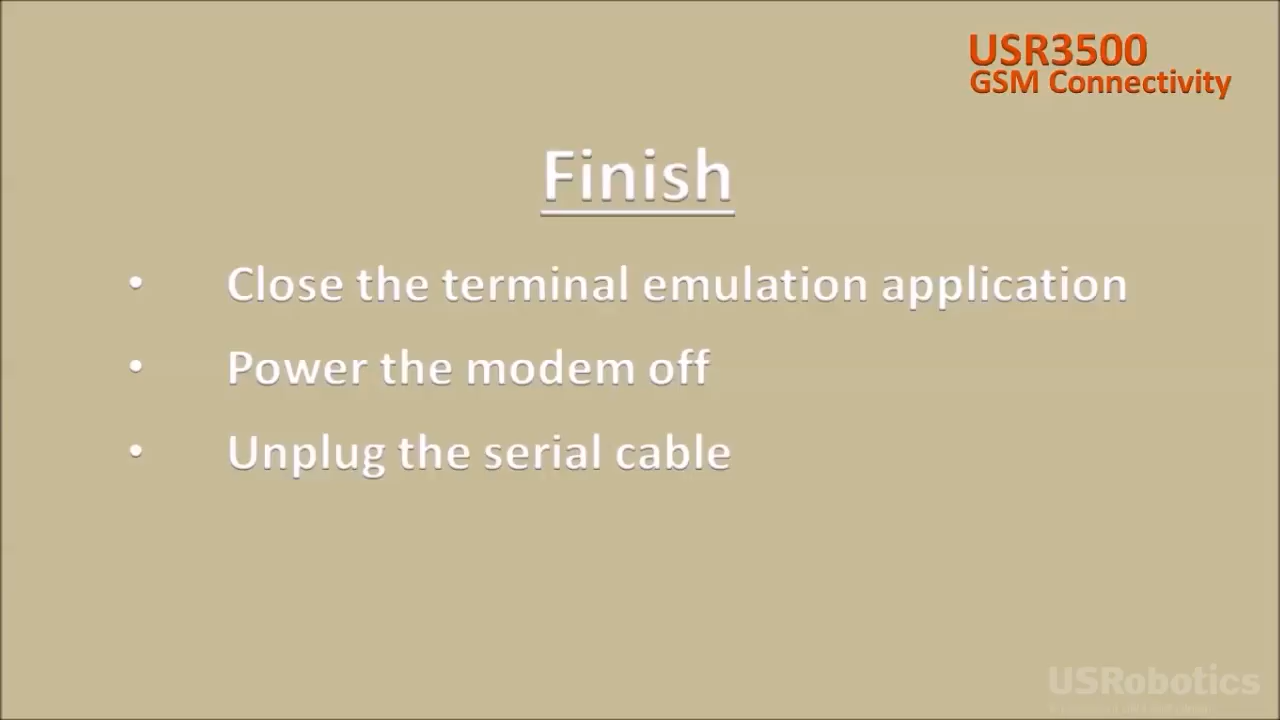 USR3500
GSM Connectivity
Finish
• Close the terminal emulation application
• Power the modem off
• Unplug the serial cable
USRobotics